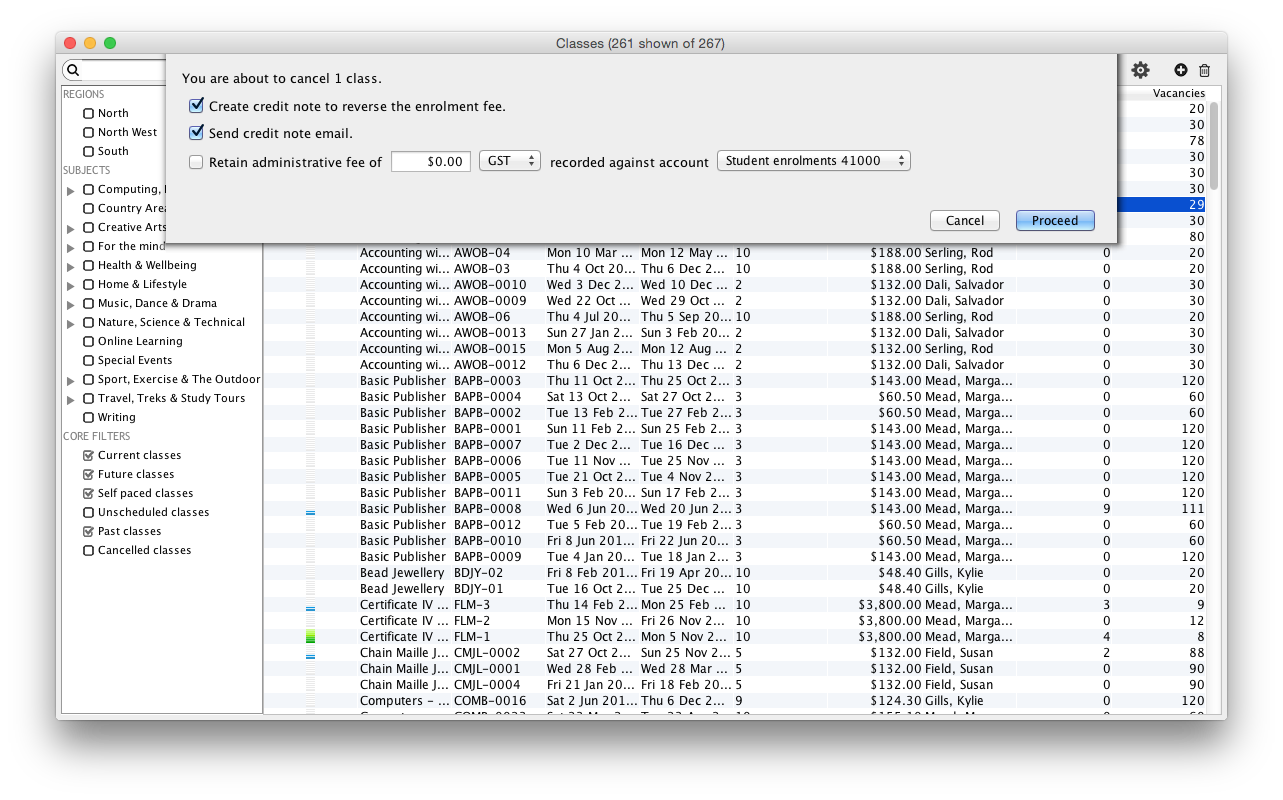 Classes (261 shown of 267)
You are about to cancel 1 class.
Create credit note to reverse the enrolment fee.
Send credit note email.
Retain administrative fee of $0.00 GST recorded against account Student enrolments 41000
Cancel Proceed
REGIONS
North
North West
South
SUBJECTS
Computing,
Country Area
Creative Arts
For the mind
Health & Wellbeing
Home & Lifestyle
Music, Dance & Drama
Nature, Science & Technical
Online Learning
Special Events
Sport, Exercise & The Outdoor
Travel, Treks & Study Tours
Writing
CORE FILTERS
Current classes
Future classes
Self paced classes
Unscheduled classes
Past classes
Cancelled classes
Vacancies
20
30
78
30
30
30
29
30
80
Accounting wi... AWOB-04 Mon 10 Mar ... Mon 12 May ... 10 $188.00 Serling, Rod 0 20
Accounting wi... AWOB-03 Thu 4 Oct 20... Thu 6 Dec 2... 10 $188.00 Serling, Rod 0 20
Accounting wi... AWOB-0010 Wed 3 Dec 2... Wed 10 Dec ... 2 $132.00 Dali, Salvador 0 30
Accounting wi... AWOB-0009 Wed 22 Oct ... Wed 29 Oct ... 2 $132.00 Dali, Salvador 0 30
Accounting wi... AWOB-06 Thu 4 Jul 20... Thu 5 Sep 20... 10 $188.00 Serling, Rod 0 20
Accounting wi... AWOB-0013 Sun 27 Jan 2... Sun 3 Feb 20... 2 $132.00 Dali, Salvador 0 30
Accounting wi... AWOB-0015 Mon 5 Aug 2... Mon 12 Aug ... 2 $132.00 Serling, Rod 0 30
Accounting wi... AWOB-0012 Thu 6 Dec 2... Thu 13 Dec ... 2 $132.00 Dali, Salvador 0 30
Basic Publisher BAPB-0003 Thu 11 Oct 2... Thu 25 Oct 2... 3 $143.00 Mead, Marga... 0 120
Basic Publisher BAPB-0004 Sat 13 Oct 2... Sat 27 Oct 2... 3 $60.50 Mead, Marga... 0 60
Basic Publisher BAPB-0002 Tue 13 Feb 2... Tue 27 Feb 2... 3 $60.50 Mead, Marga... 0 60
Basic Publisher BAPB-0001 Sun 11 Feb 2... Sun 25 Feb 2... 3 $143.00 Mead, Marga... 0 120
Basic Publisher BAPB-0007 Tue 2 Dec 2... Tue 16 Dec ... 3 $143.00 Mead, Marga... 0 120
Basic Publisher BAPB-0006 Tue 11 Nov ... Tue 25 Nov ... 3 $143.00 Mead, Marga... 0 120
Basic Publisher BAPB-0005 Tue 21 Oct 2... Tue 4 Nov 2... 3 $143.00 Mead, Marga... 0 120
Basic Publisher BAPB-0011 Sun 3 Feb 20... Sun 17 Feb 2... 3 $143.00 Mead, Marga... 0 120
Basic Publisher BAPB-0008 Wed 6 Jun 20... Wed 20 Jun 2... 3 $143.00 Mead, Marga... 9 111
Basic Publisher BAPB-0012 Tue 5 Feb 20... Tue 19 Feb 2... 3 $60.50 Mead, Marga... 0 60
Basic Publisher BAPB-0010 Fri 8 Jun 201... Fri 22 Jun 20... 3 $60.50 Mead, Marga... 0 60
Basic Publisher BAPB-0009 Tue 4 Jan 20... Tue 18 Jan 2... 3 $143.00 Mead, Marga... 0 120
Bead Jewellery BDJY-02 Fri 8 Feb 201... Fri 19 Apr 20... 10 $48.40 Gills, Kylie 0 20
Bead Jewellery BDJY-01 Tue 16 Oct 2... Tue 25 Dec ... 10 $48.40 Gills, Kylie 0 20
Certificate IV ... FLM-3 Thu 14 Feb 2... Mon 25 Feb ... 10 $3,800.00 Mead, Marga... 3 9
Certificate IV ... FLM-2 Mon 15 Nov ... Fri 26 Nov 2... 10 $3,800.00 Mead, Marga... 0 12
Certificate IV ... FLM-1 Thu 25 Oct 2... Mon 5 Nov 2... 10 $3,800.00 Mead, Marga... 4 8
Chain Maille J... CMJL-0002 Sat 27 Oct 2... Sun 25 Nov 2... 5 $132.00 Field, Susan 2 88
Chain Maille J... CMJL-0001 Wed 28 Feb ... Wed 28 Mar ... 5 $132.00 Field, Susan 0 90
Chain Maille J... CMJL-0004 Fri 21 Jan 20... Fri 18 Feb 20... 5 $132.00 Field, Susan 0 90
Computers - ... COMB-0016 Sat 2 Jun 201... Thu 6 Dec 2... 9 $124.30 Gills, Kylie 0 120